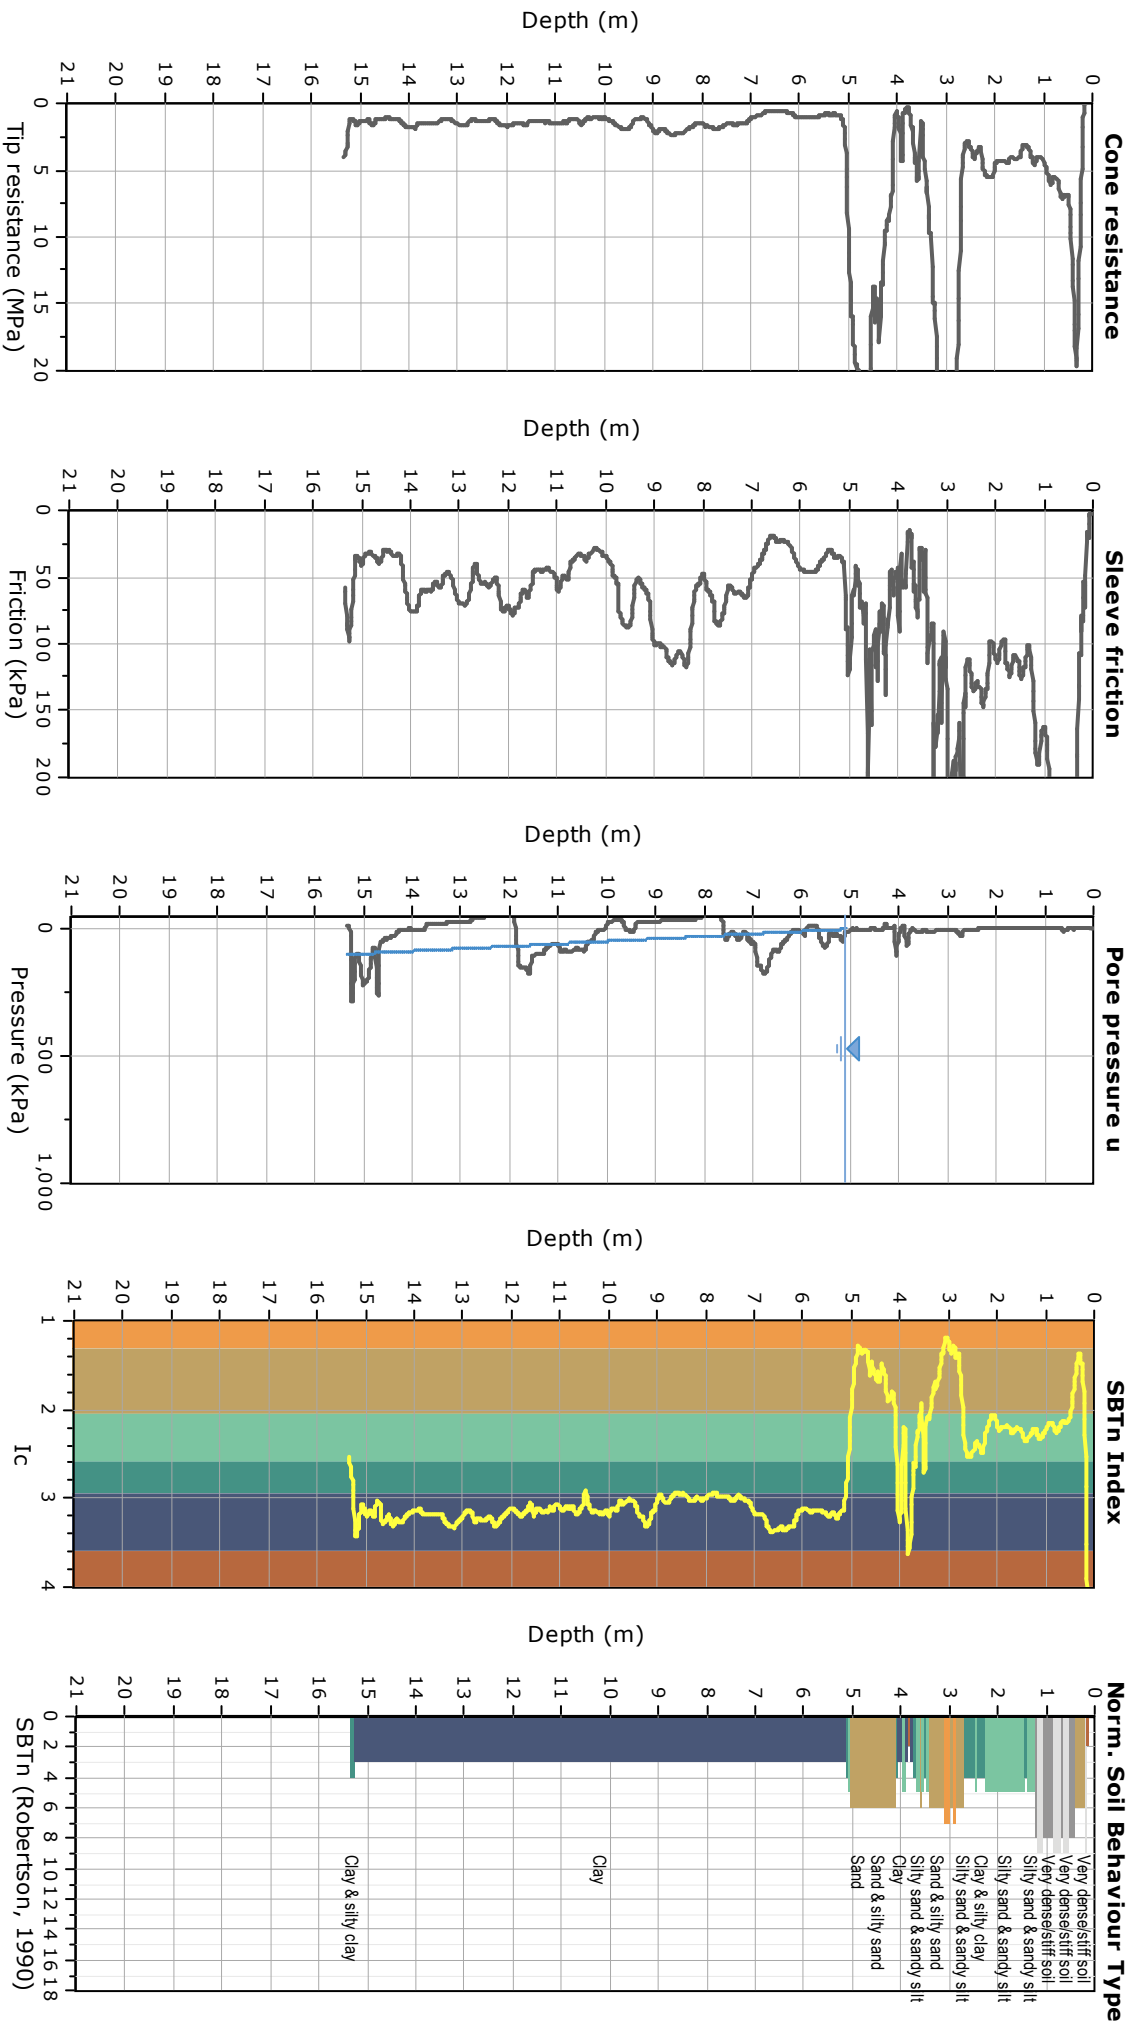 Cone resistance
Depth (m)
0 1 2 3 4 5 6 7 8 9 10 11 12 13 14 15 16 17 18 19 20 21
0 5 10 15 20
Tip resistance (MPa)
Sleeve friction
Depth (m)
0 1 2 3 4 5 6 7 8 9 10 11 12 13 14 15 16 17 18 19 20 21
0 50 100 150 200
Friction (kPa)
Pore pressure u
Depth (m)
0 1 2 3 4 5 6 7 8 9 10 11 12 13 14 15 16 17 18 19 20 21
0 500 1,000
Pressure (kPa)
SBTn Index
Depth (m)
0 1 2 3 4 5 6 7 8 9 10 11 12 13 14 15 16 17 18 19 20 21
1 2 3 4
Ic
Norm. Soil Behaviour Type
Depth (m)
0 1 2 3 4 5 6 7 8 9 10 11 12 13 14 15 16 17 18 19 20 21
Very dense/stiff soil
Very dense/stiff soil
Very dense/stiff soil
Silty sand & sandy silt
Silty sand & sandy silt
Clay & silty clay
Silty sand & sandy silt
Sand & silty sand
Silty sand & sandy silt
Clay
Sand & silty sand
Sand
Clay
Clay & silty clay
0 2 4 6 8 10 12 14 16 18
SBTn (Robertson, 1990)